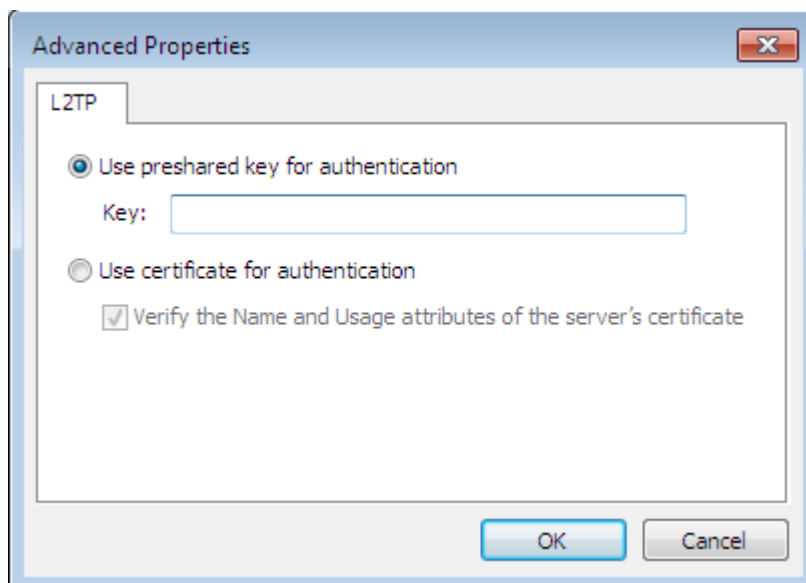 Advanced Properties
L2TP
Use preshared key for authentication
Key:
Use certificate for authentication
Verify the Name and Usage attributes of the server's certificate
OK
Cancel